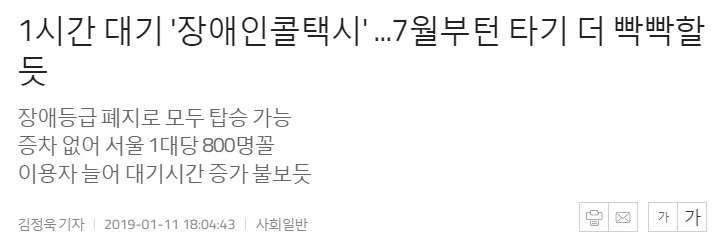 1시간 대기 '장애인콜택시' ...7월부턴 타기 더 빡빡할
듯
장애등급 폐지로 모두 탑승 가능
증차 없어 서울 1대당 800명꼴
이용자 늘어 대기시간 증가 불보듯
김정욱 기자 | 2019-01-11 18:04:43 | 사회일반
가 가